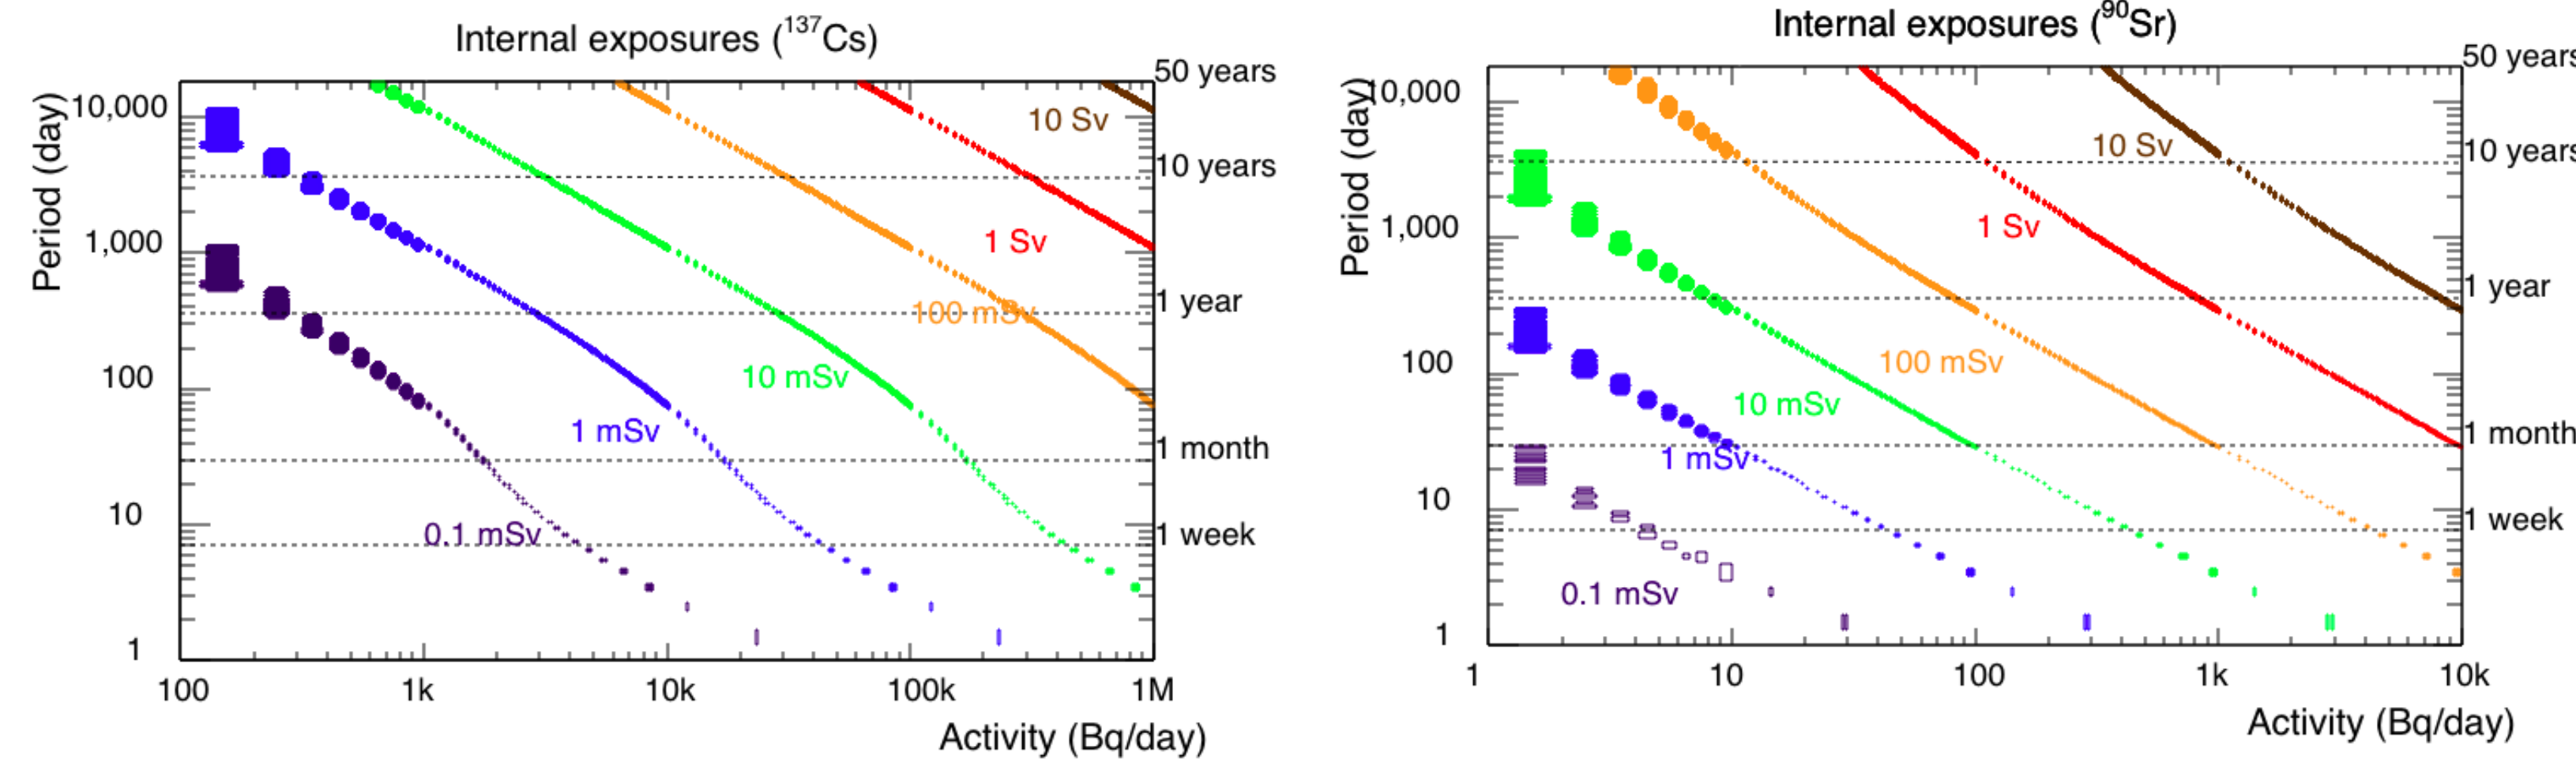 Internal exposures (¹³⁷Cs)
50 years
10,000
10 Sv
10 years
Period (day)
1,000
1 Sv
1 year
100 mSv
100
10 mSv
1 mSv
1 month
10
0.1 mSv
1 week
1
100
1k
10k
100k
1M
Activity (Bq/day)
Internal exposures (⁹⁰Sr)
50 years
10,000
10 Sv
10 years
Period (day)
1,000
1 Sv
1 year
100
100 mSv
10 mSv
1 month
1 mSv
10
1 week
0.1 mSv
1
1
10
100
1k
10k
Activity (Bq/day)